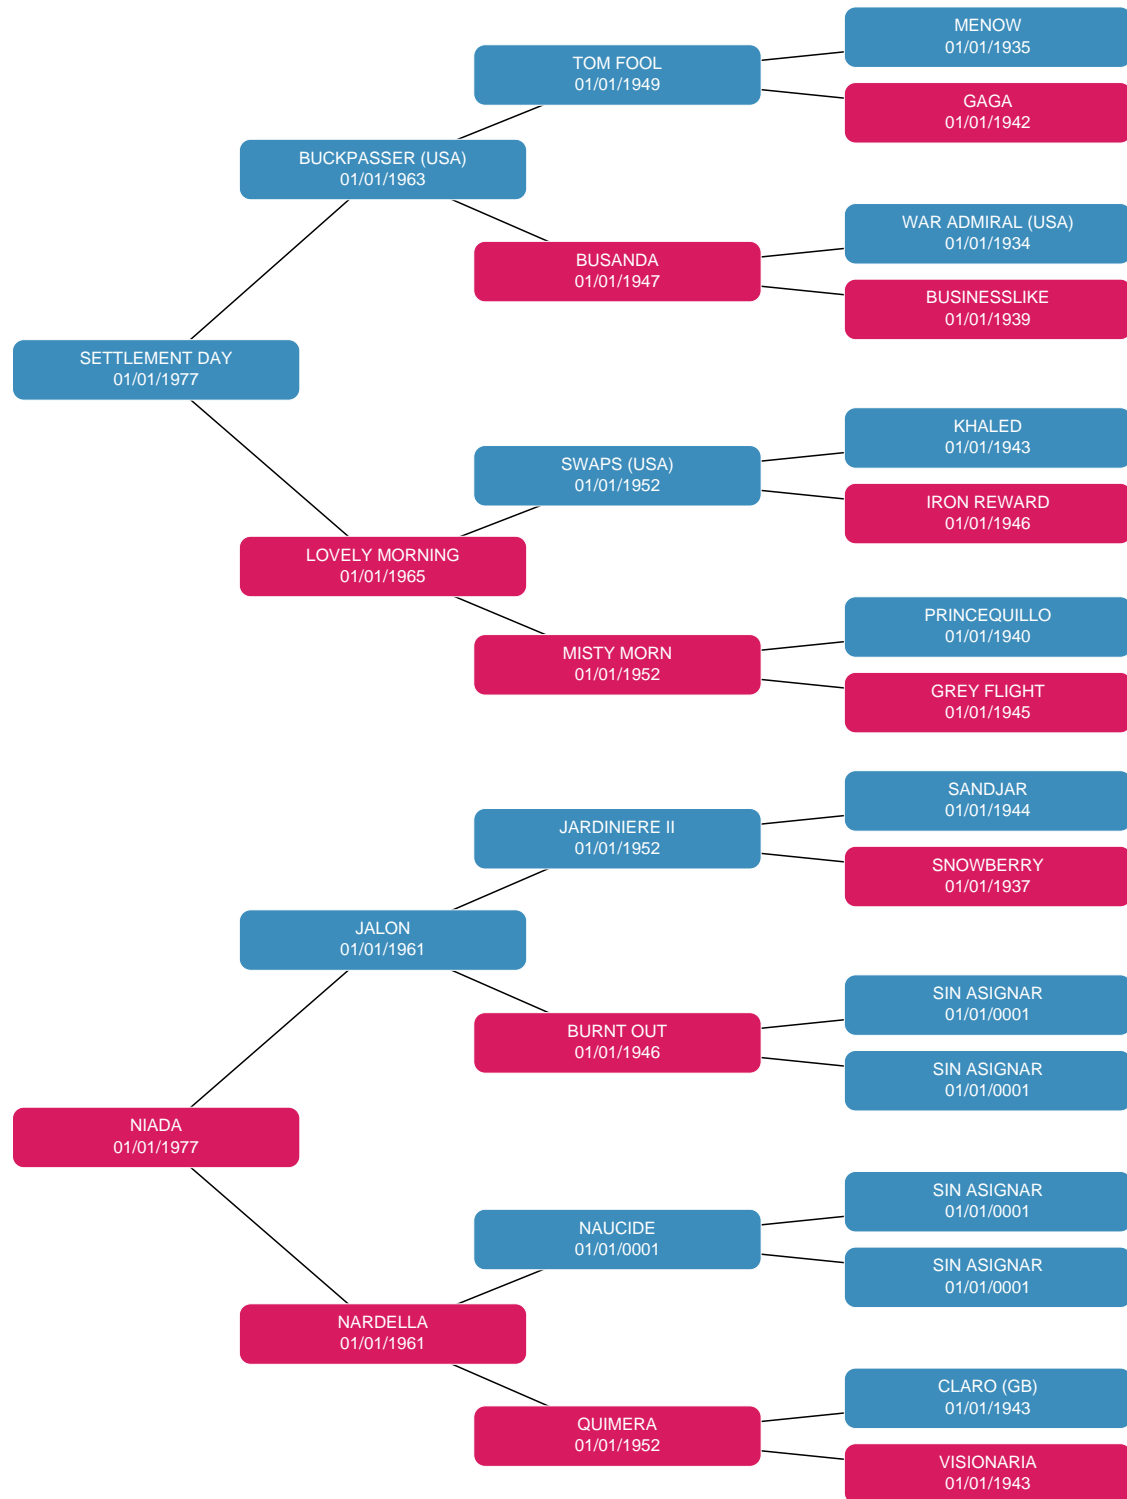 MENOW
01/01/1935
TOM FOOL
01/01/1949
GAGA
01/01/1942
BUCKPASSER (USA)
01/01/1963
WAR ADMIRAL (USA)
01/01/1934
BUSANDA
01/01/1947
BUSINESSLIKE
01/01/1939
SETTLEMENT DAY
01/01/1977
KHALED
01/01/1943
SWAPS (USA)
01/01/1952
IRON REWARD
01/01/1946
LOVELY MORNING
01/01/1965
PRINCEQUILLO
01/01/1940
MISTY MORN
01/01/1952
GREY FLIGHT
01/01/1945
SANDJAR
01/01/1944
JARDINIERE II
01/01/1952
SNOWBERRY
01/01/1937
JALON
01/01/1961
SIN ASIGNAR
01/01/0001
BURNT OUT
01/01/1946
SIN ASIGNAR
01/01/0001
NIADA
01/01/1977
SIN ASIGNAR
01/01/0001
NAUCIDE
01/01/0001
SIN ASIGNAR
01/01/0001
NARDELLA
01/01/1961
CLARO (GB)
01/01/1943
QUIMERA
01/01/1952
VISIONARIA
01/01/1943